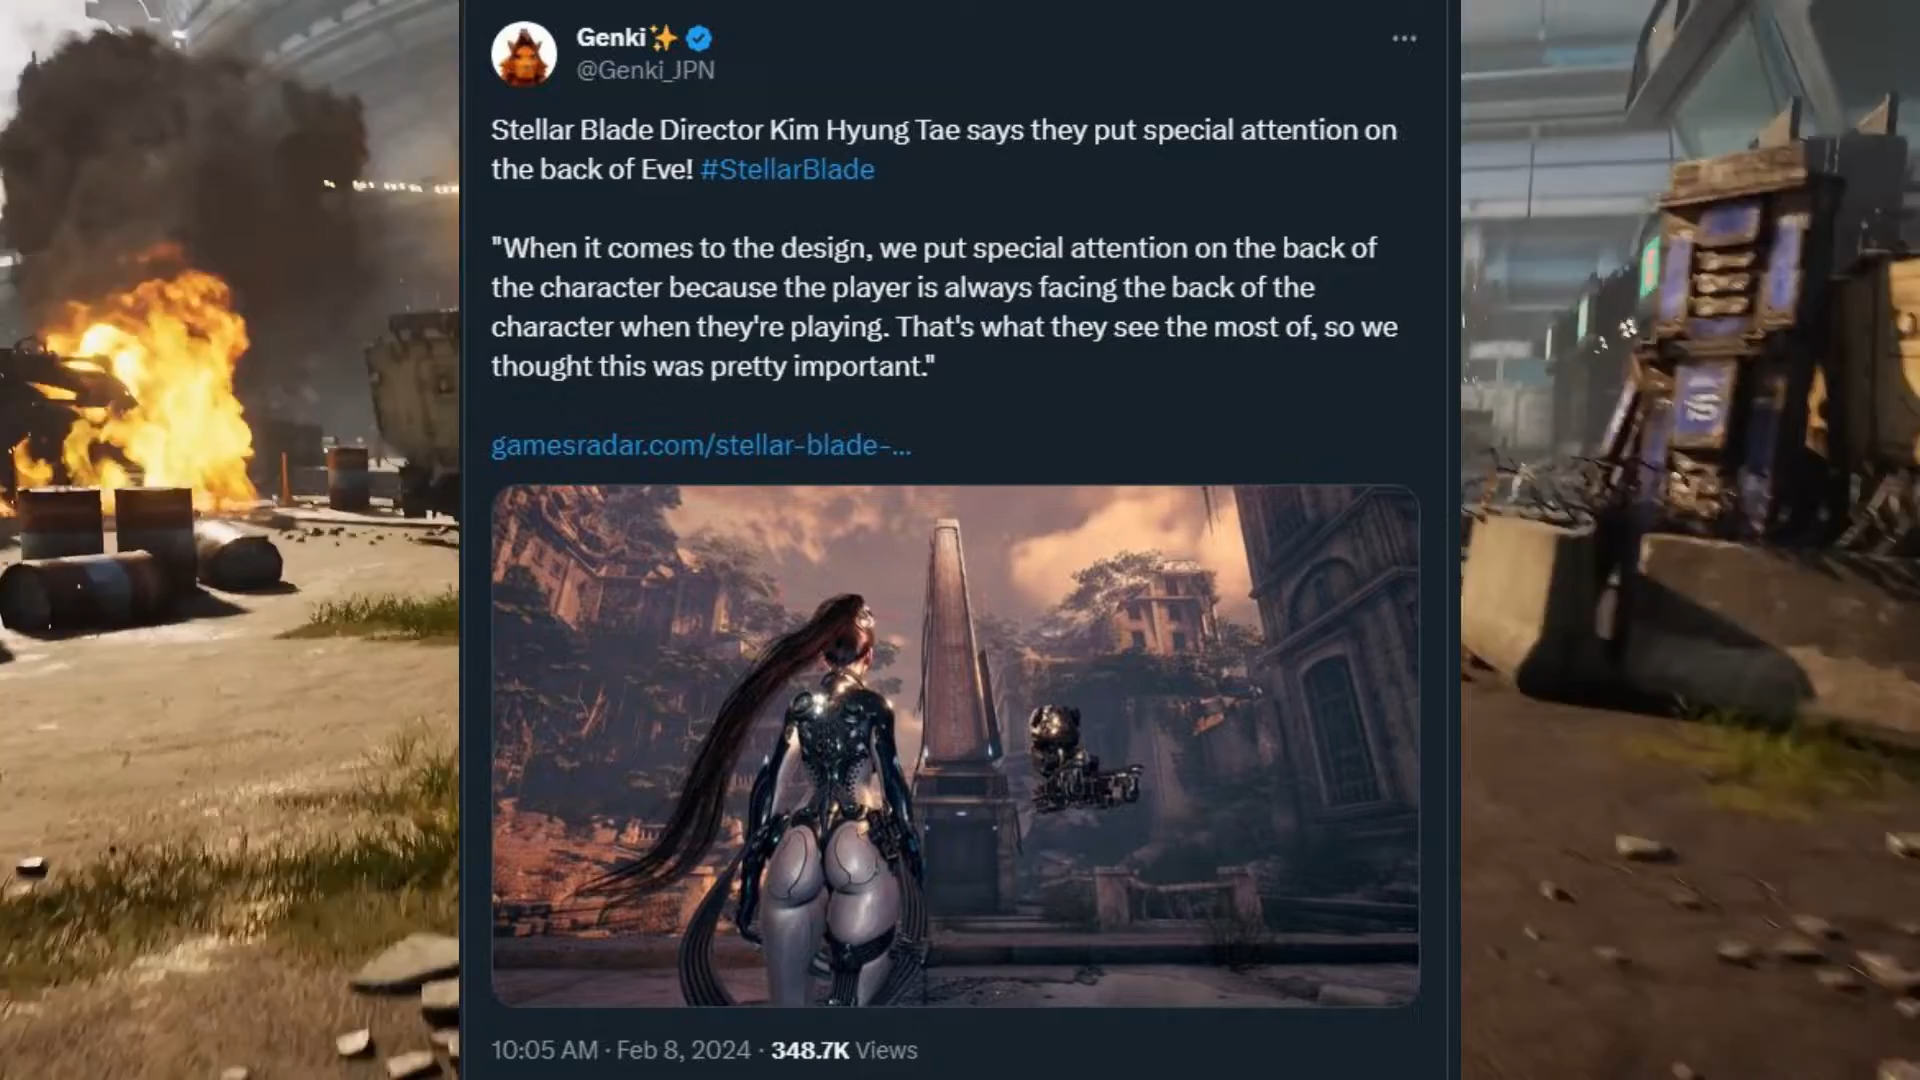 Genki✨
@Genki_JPN
Stellar Blade Director Kim Hyung Tae says they put special attention on
the back of Eve! #StellarBlade
"When it comes to the design, we put special attention on the back of
the character because the player is always facing the back of the
character when they're playing. That's what they see the most of, so we
thought this was pretty important."
gamesradar.com/stellar-blade-...
10:05 AM · Feb 8, 2024 · 348.7K Views